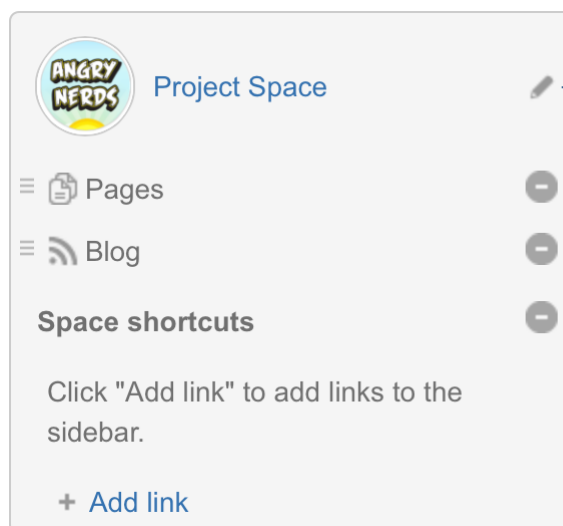 ANGRY
NERDS
Project Space
Pages
Blog
Space shortcuts
Click "Add link" to add links to the
sidebar.
Add link